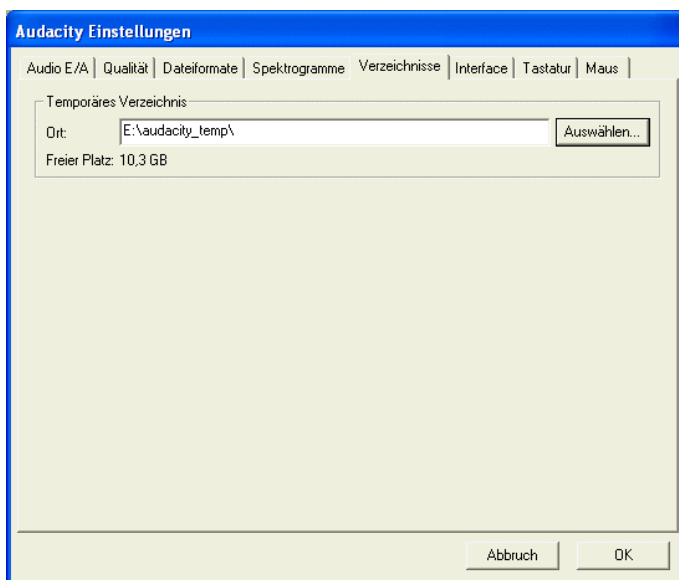 Audacity Einstellungen
Audio E/A Qualität Dateiformate Spektrogramme Verzeichnisse Interface Tastatur Maus
Temporäres Verzeichnis
Ort: E:\audacity_temp\ Auswählen...
Freier Platz: 10,3 GB
Abbruch OK